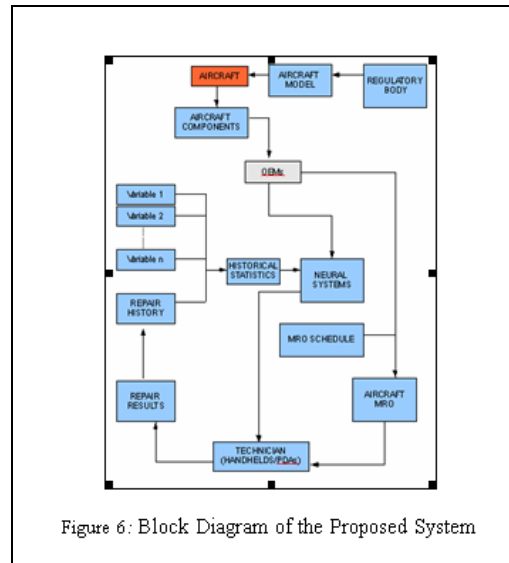 AIRCRAFT
AIRCRAFT
MODEL
REGULATORY
BODY
AIRCRAFT
COMPONENTS
OEMs
Variable 1
Variable 2
Variable n
HISTORICAL
STATISTICS
NEURAL
SYSTEMS
REPAIR
HISTORY
MRO SCHEDULE
REPAIR
RESULTS
AIRCRAFT
MRO
TECHNICIAN
(HANDHELDS/PDAs)
Figure 6: Block Diagram of the Proposed System